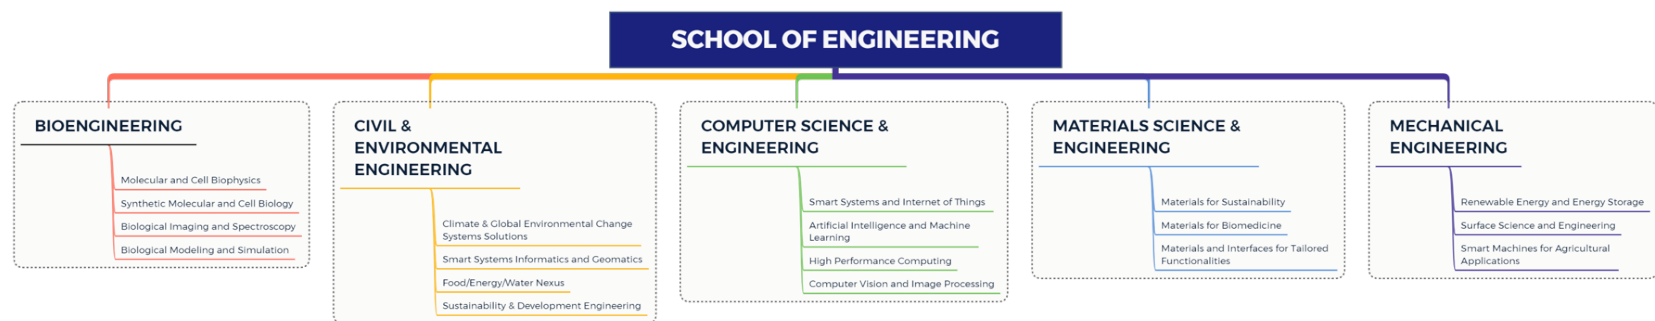 SCHOOL OF ENGINEERING
BIOENGINEERING
Molecular and Cell Biophysics
Synthetic Molecular and Cell Biology
Biological Imaging and Spectroscopy
Biological Modeling and Simulation
CIVIL &
ENVIRONMENTAL
ENGINEERING
Climate & Global Environmental Change
Systems Solutions
Smart Systems Informatics and Geomatics
Food/Energy/Water Nexus
Sustainability & Development Engineering
COMPUTER SCIENCE &
ENGINEERING
Smart Systems and Internet of Things
Artificial Intelligence and Machine
Learning
High Performance Computing
Computer Vision and Image Processing
MATERIALS SCIENCE &
ENGINEERING
Materials for Sustainability
Materials for Biomedicine
Materials and Interfaces for Tailored
Functionalities
MECHANICAL
ENGINEERING
Renewable Energy and Energy Storage
Surface Science and Engineering
Smart Machines for Agricultural
Applications